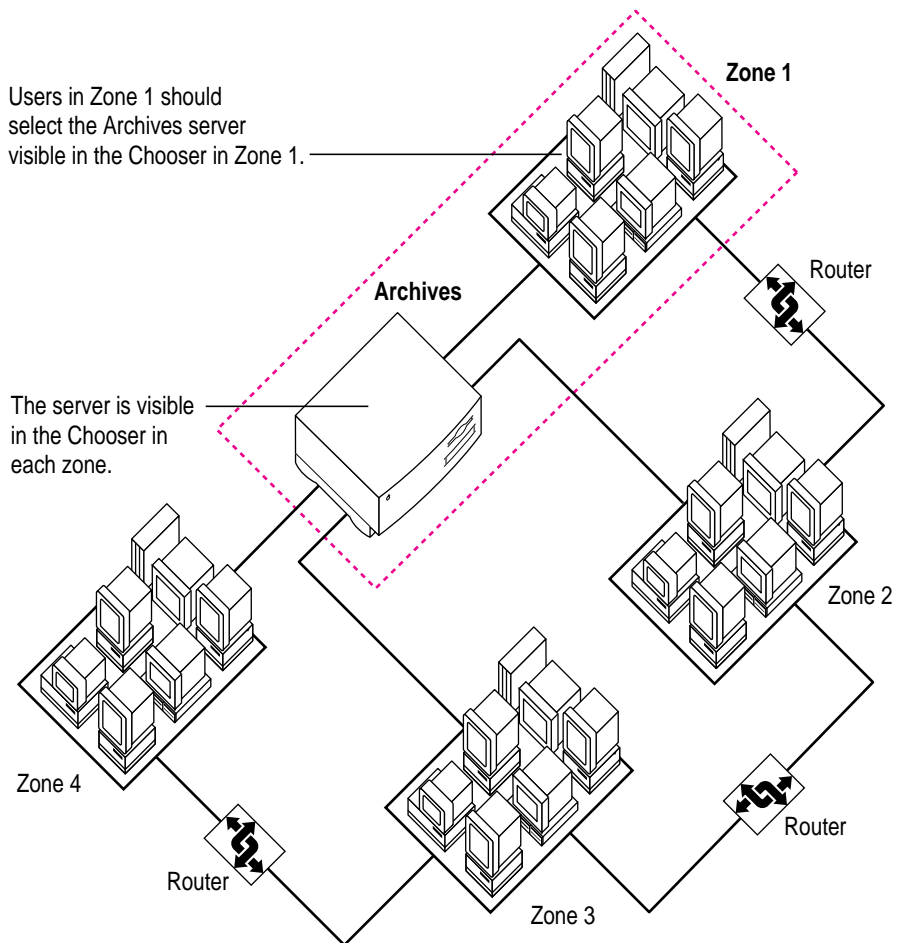 Zone 1
Users in Zone 1 should
select the Archives server
visible in the Chooser in Zone 1.
Router
Archives
The server is visible
in the Chooser in
each zone.
Zone 2
Zone 4
Router
Router
Zone 3